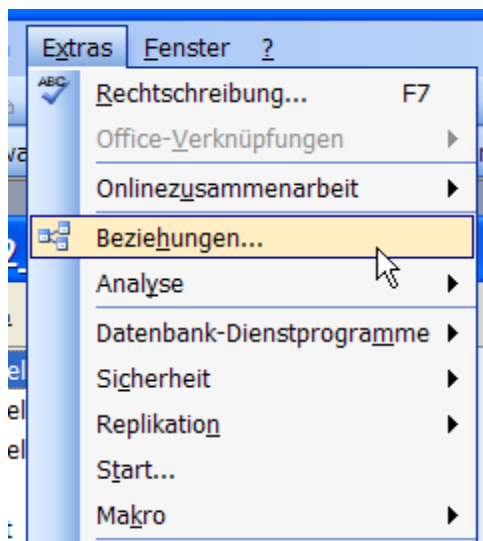 Extras Fenster ?
ABC Rechtschreibung... F7
Office-Verknüpfungen
Onlinezusammenarbeit
Beziehungen...
Analyse
Datenbank-Dienstprogramme
Sicherheit
Replikation
Start...
Makro